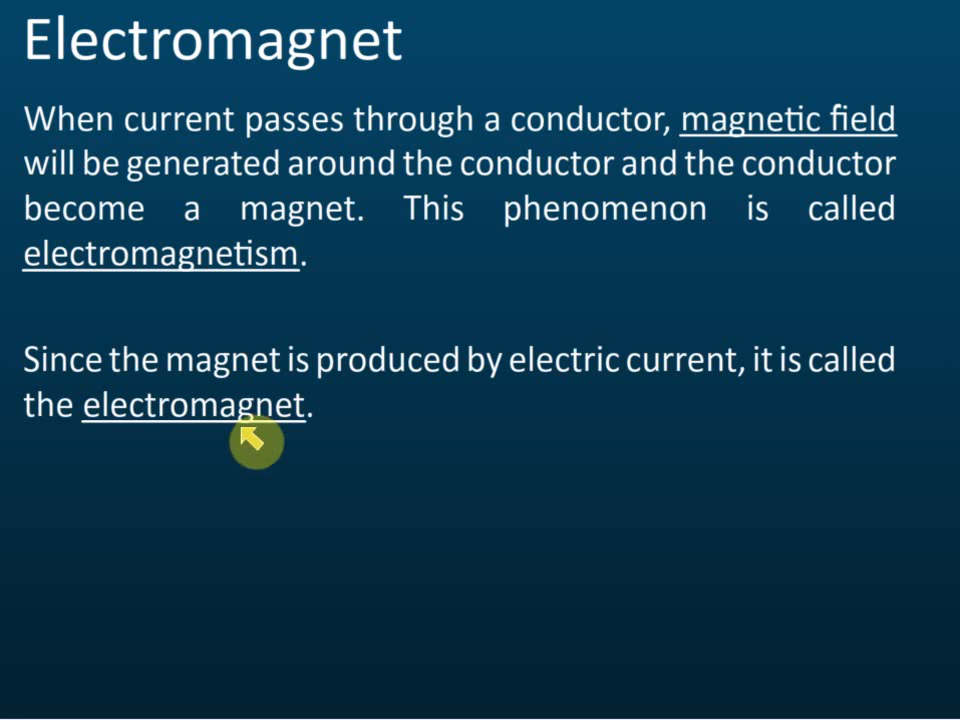 Electromagnet
When current passes through a conductor, magnetic field
will be generated around the conductor and the conductor
become a magnet. This phenomenon is called
electromagnetism.
Since the magnet is produced by electric current, it is called
the electromagnet.